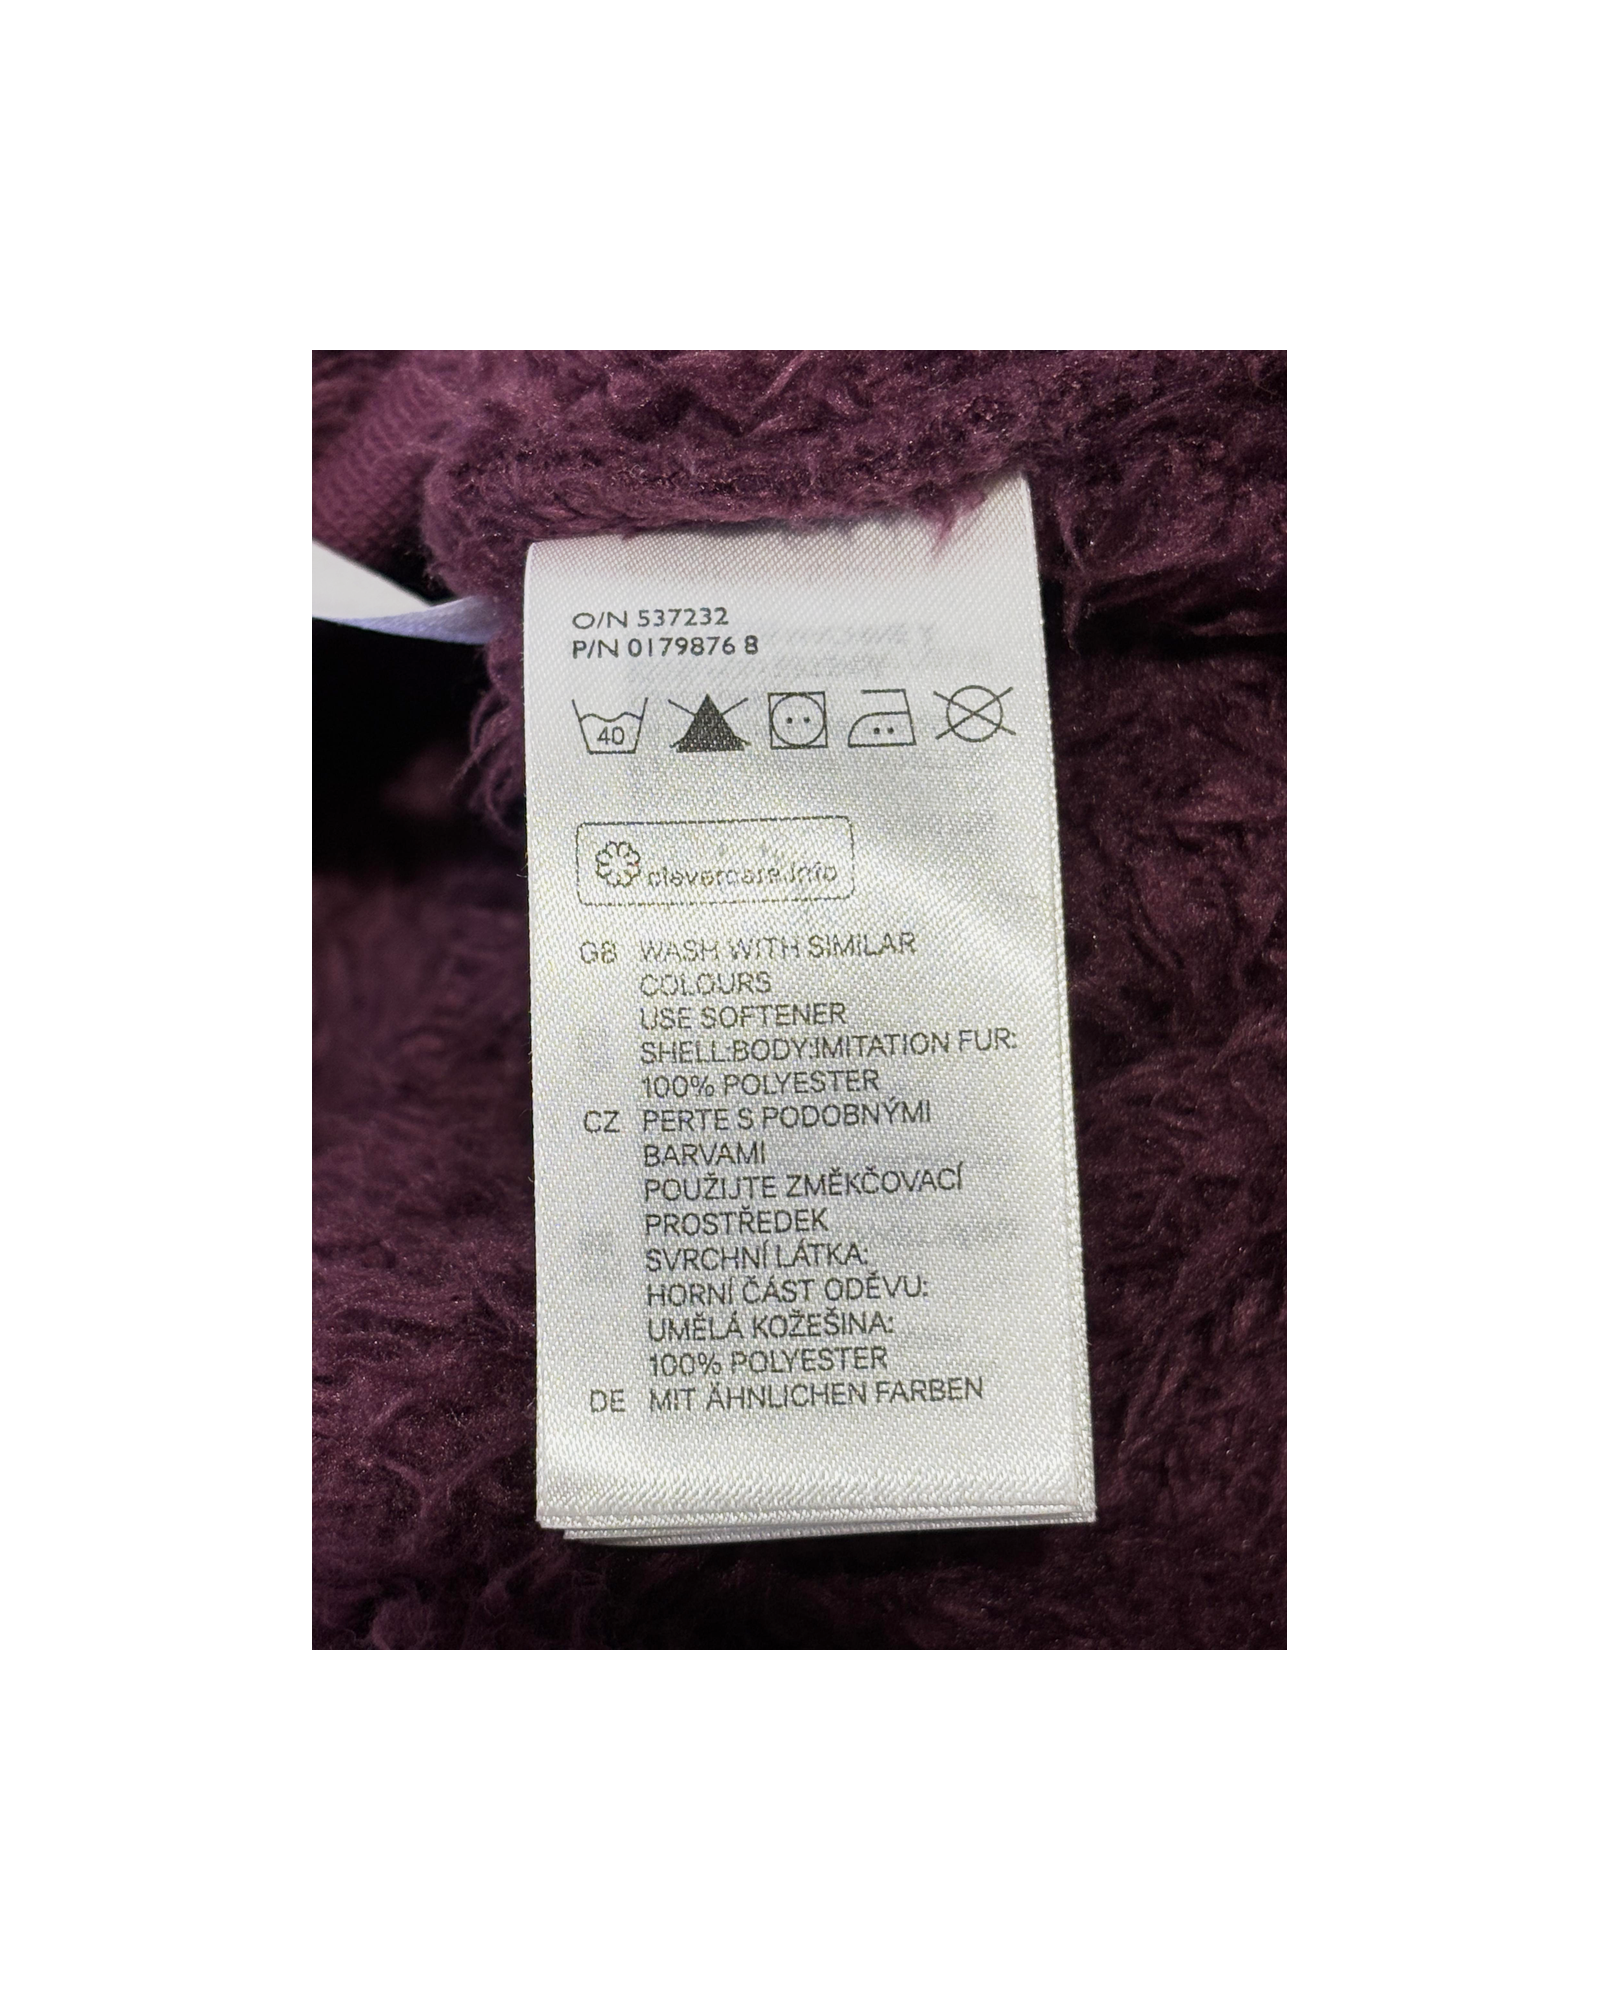 O/N 537232
P/N 0179876 8
40
clevercare.info
GB WASH WITH SIMILAR
COLOURS
USE SOFTENER
SHELL:BODY:IMITATION FUR:
100% POLYESTER
CZ PERTE S PODOBNÝMI
BARVAMI
POUŽIJTE ZMĚKČOVACÍ
PROSTŘEDEK
SVRCHNÍ LÁTKA:
HORNÍ ČÁST ODĚVU:
UMĚLÁ KOŽEŠINA:
100% POLYESTER
DE MIT ÄHNLICHEN FARBEN